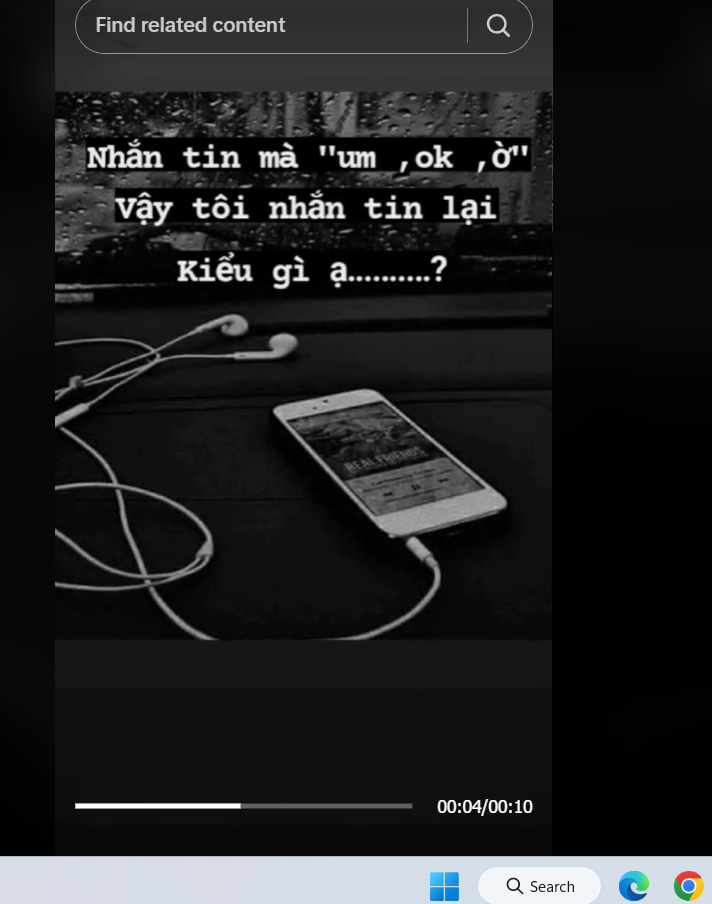 Find related content
Nhắn tin mà "um ,ok ,ờ"
Vậy tôi nhắn tin lại
Kiểu gì ạ..........?
REAL FRIENDS
00:04/00:10
Search